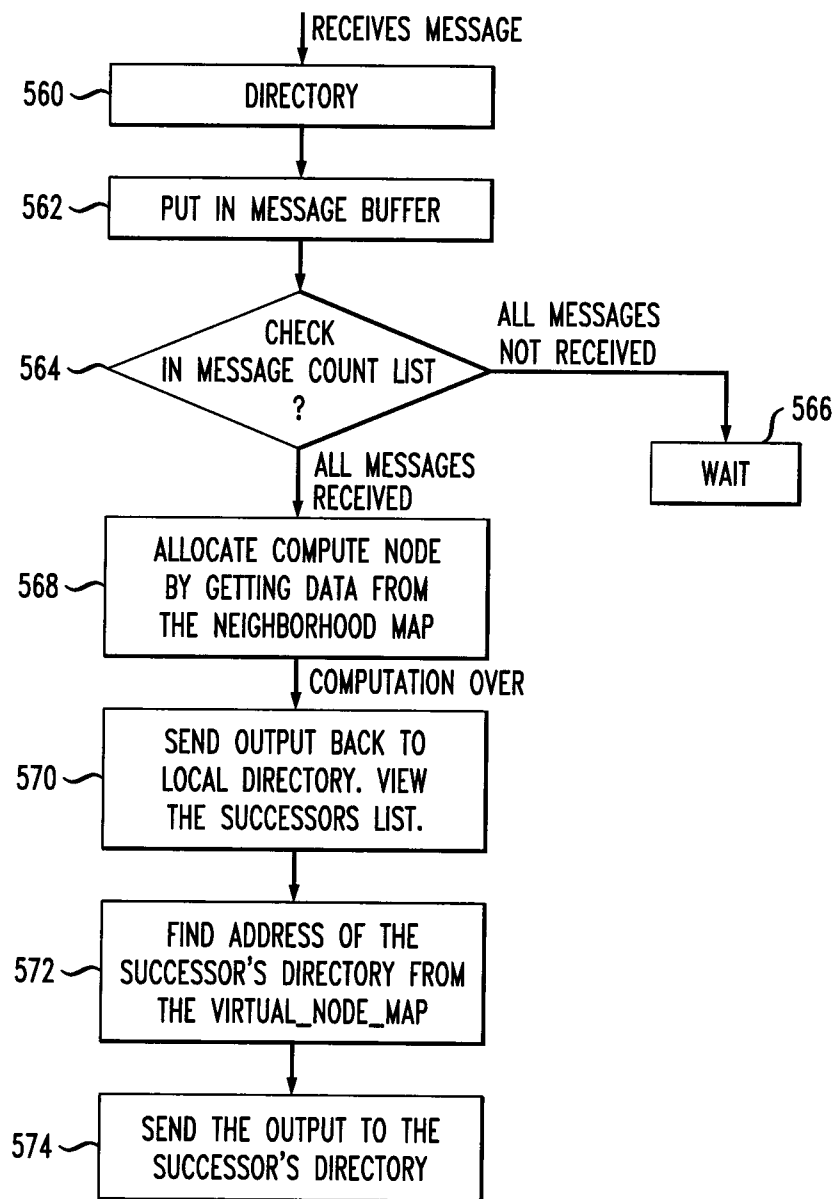 RECEIVES MESSAGE
560
DIRECTORY
562
PUT IN MESSAGE BUFFER
564
CHECK
IN MESSAGE COUNT LIST
?
ALL MESSAGES
NOT RECEIVED
566
WAIT
ALL MESSAGES
RECEIVED
568
ALLOCATE COMPUTE NODE
BY GETTING DATA FROM
THE NEIGHBORHOOD MAP
COMPUTATION OVER
570
SEND OUTPUT BACK TO
LOCAL DIRECTORY. VIEW
THE SUCCESSORS LIST.
572
FIND ADDRESS OF THE
SUCCESSOR'S DIRECTORY FROM
THE VIRTUAL_NODE_MAP
574
SEND THE OUTPUT TO THE
SUCCESSOR'S DIRECTORY